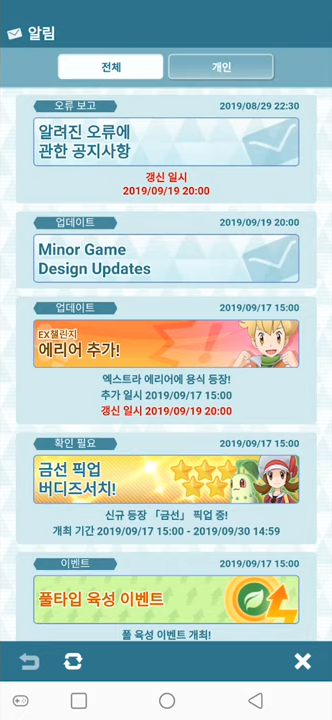 알림
전체
개인
오류 보고
2019/08/29 22:30
알려진 오류에
관한 공지사항
갱신 일시
2019/09/19 20:00
업데이트
2019/09/19 20:00
Minor Game
Design Updates
업데이트
2019/09/17 15:00
EX챌린지
에리어 추가!
엑스트라 에리어에 용식 등장!
추가 일시 2019/09/17 15:00
갱신 일시 2019/09/19 20:00
확인 필요
2019/09/17 15:00
금선 픽업
버디즈서치!
신규 등장 「금선」 픽업 중!
개최 기간 2019/09/17 15:00 - 2019/09/30 14:59
이벤트
2019/09/17 15:00
풀타입 육성 이벤트
풀 육성 이벤트 개최!